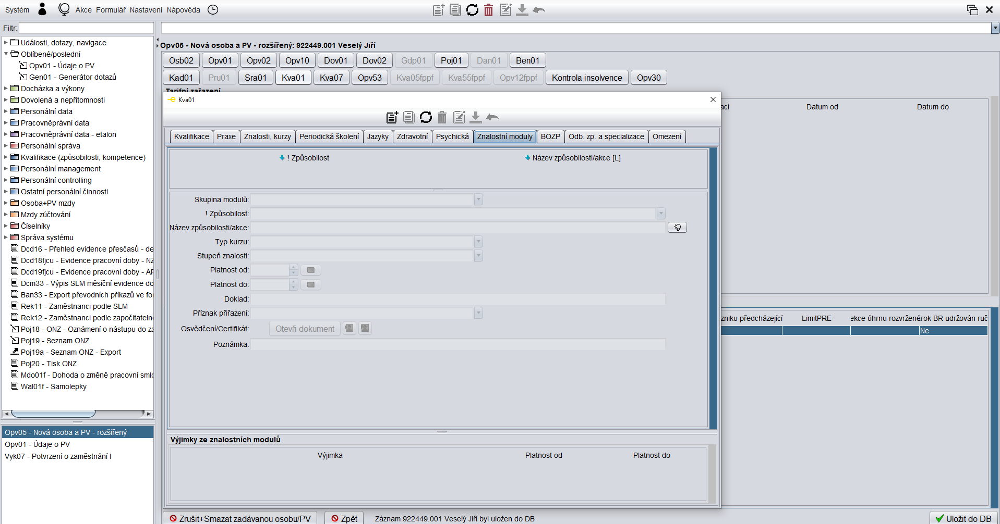 Systém Akce Formulář Nastavení Nápověda
Filtr:
Události, dotazy, navigace
Oblíbené/poslední
Opv01 - Údaje o PV
Gen01 - Generátor dotazů
Docházka a výkony
Dovolená a nepřítomnosti
Personální data
Pracovněprávní data
Pracovněprávní data - etalon
Personální správa
Kvalifikace (způsobilosti, kompetence)
Personální management
Personální controlling
Ostatní personální činnosti
Osoba+PV mzdy
Mzdy zúčtování
Číselníky
Správa systému
Dcd16 - Přehled evidence přesčasů - de
Dcd18fjcu - Evidence pracovní doby - NZ
Dcd19fjcu - Evidence pracovní doby - AF
Dcm33 - Výpis SLM měsíční evidence do
Ban33 - Export převodních příkazů ve for
Rek11 - Zaměstnanci podle SLM
Rek12 - Zaměstnanci podle započitateln
Poj18 - ONZ - Oznámení o nástupu do za
Poj19 - Seznam ONZ
Poj19a - Seznam ONZ - Export
Poj20 - Tisk ONZ
Mdo01f - Dohoda o změně pracovní smlo
Wal01f - Samolepky
Opv05 - Nová osoba a PV - rozšířený
Opv01 - Údaje o PV
Vyk07 - Potvrzení o zaměstnání I
Opv05 - Nová osoba a PV - rozšířený: 922449.001 Veselý Jiří
Osb02 Opv01 Opv02 Opv10 Dov01 Dov02 Gdp01 Poj01 Dan01 Ben01
Kad01 Pru01 Sra01 Kva01 Kva07 Opv53 Kva05fppf Kva55fppf Opv12fppf Kontrola insolvence Opv30
Tarifní zařazení
ací Datum od Datum do
Kva01
Kvalifikace Praxe Znalosti, kurzy Periodická školení Jazyky Zdravotní Psychická Znalostní moduly BOZP Odb. zp. a specializace Omezení
! Způsobilost Název způsobilosti/akce [L]
Skupina modulů:
! Způsobilost:
Název způsobilosti/akce:
Typ kurzu:
Stupeň znalosti:
Platnost od:
Platnost do:
Doklad:
Příznak přiřazení:
Osvědčení/Certifikát: Otevři dokument
Poznámka:
Výjimky ze znalostních modulů
Výjimka Platnost od Platnost do
zniku předcházející LimitPRE ekce úhrnu rozvržené rok BR udržován ruč
Ne
Zrušit+Smazat zadávanou osobu/PV Zpět Záznam 922449.001 Veselý Jiří byl uložen do DB Uložit do DB